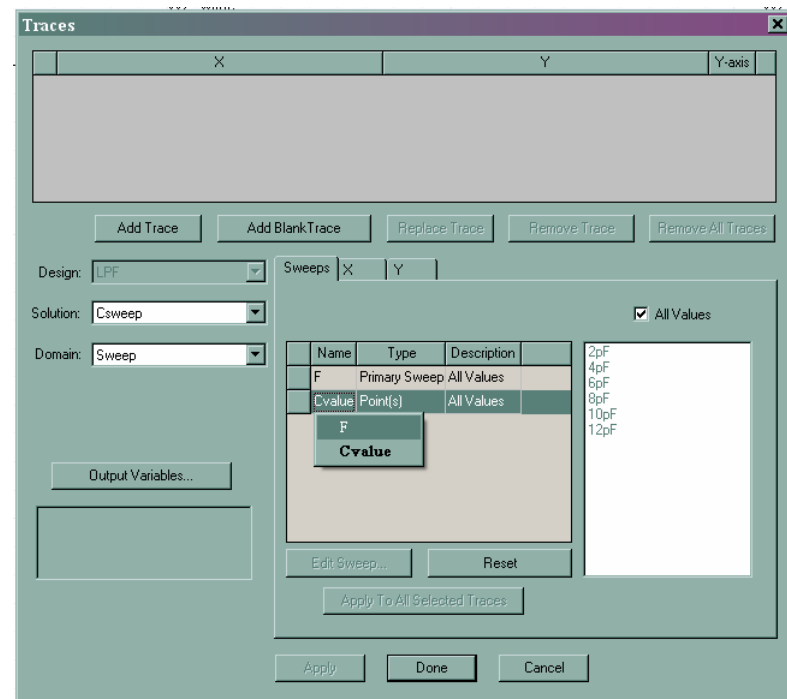 Traces
X Y Y-axis
Add Trace Add BlankTrace Replace Trace Remove Trace Remove All Traces
Design: LPF
Solution: Csweep
Domain: Sweep
Output Variables...
Sweeps X Y
All Values
Name Type Description
F Primary Sweep All Values
Cvalue Point(s) All Values
F
Cvalue
2pF
4pF
6pF
8pF
10pF
12pF
Edit Sweep... Reset
Apply To All Selected Traces
Apply Done Cancel